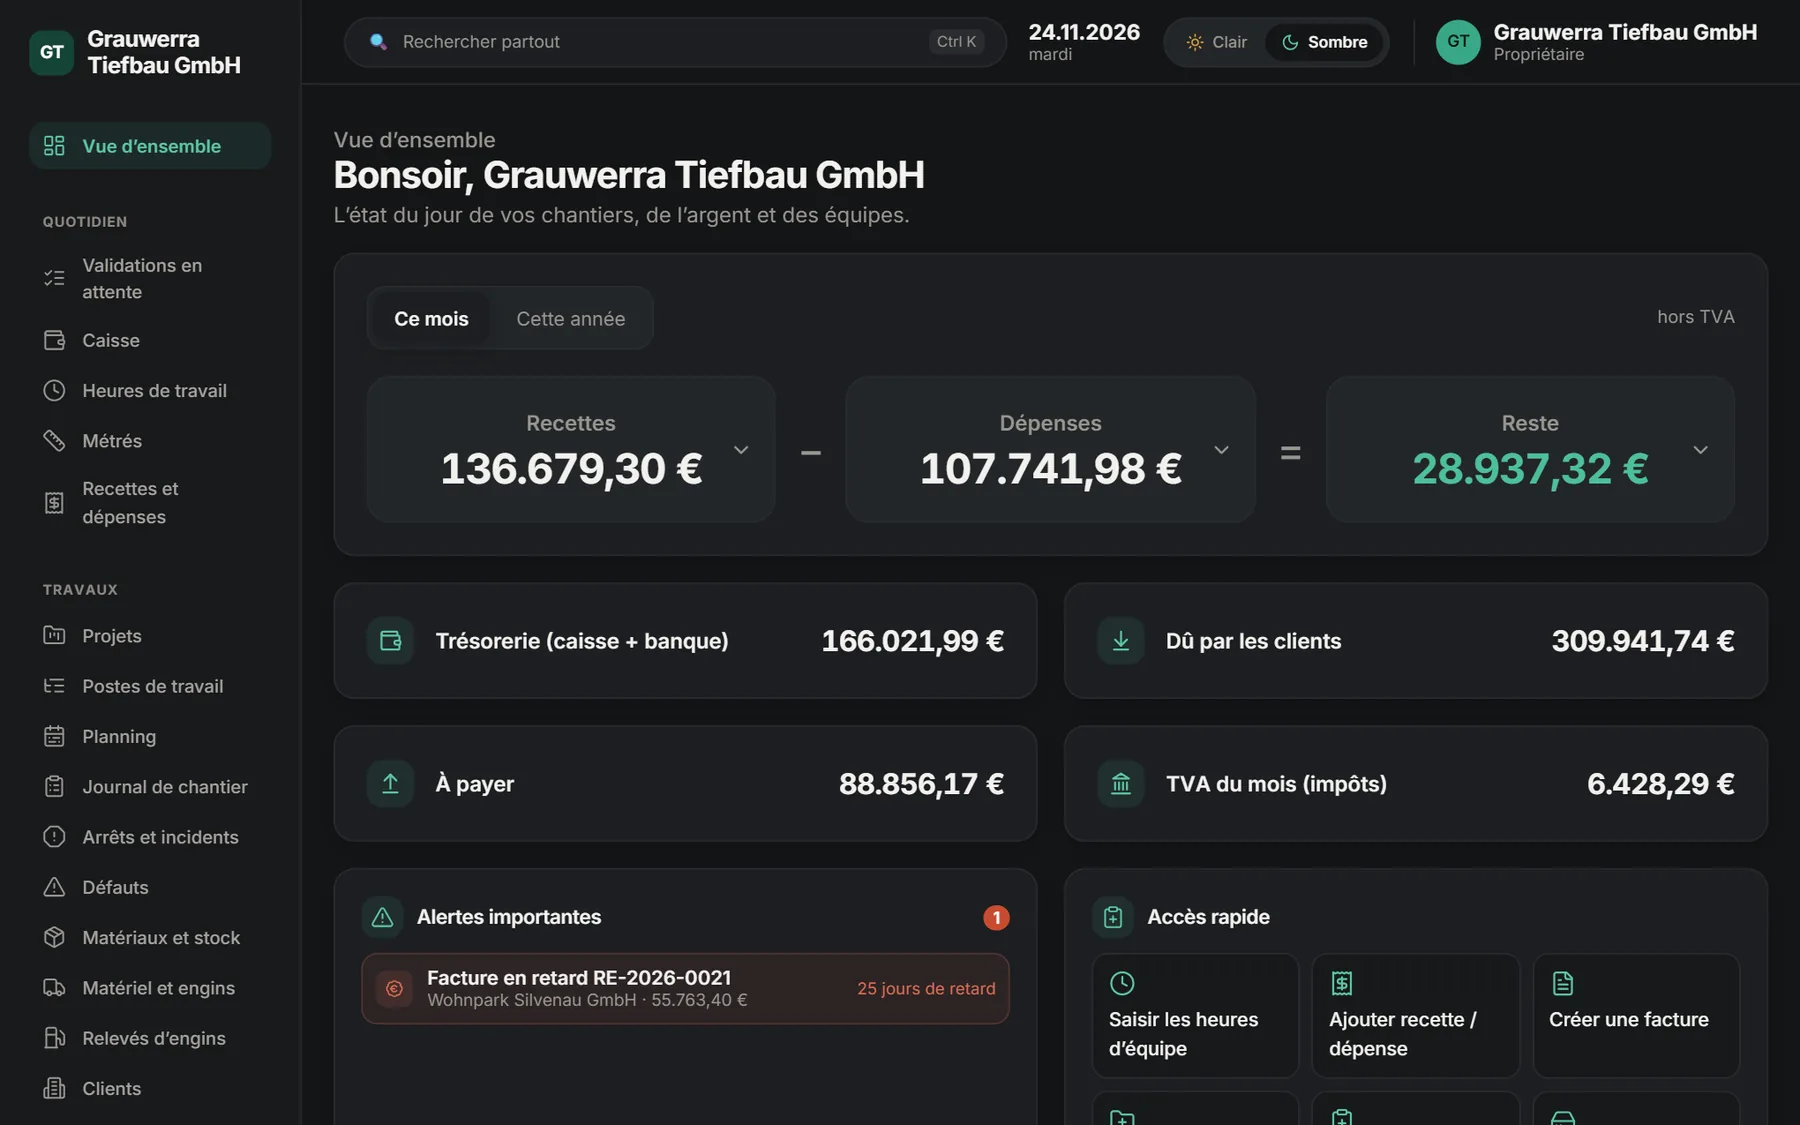 GT
Grauwerra
Tiefbau GmbH
Rechercher partout
Ctrl K
24.11.2026
mardi
Clair
Sombre
GT
Grauwerra Tiefbau GmbH
Propriétaire
Vue d’ensemble
QUOTIDIEN
Validations en
attente
Caisse
Heures de travail
Métrés
Recettes et
dépenses
TRAVAUX
Projets
Postes de travail
Planning
Journal de chantier
Arrêts et incidents
Défauts
Matériaux et stock
Matériel et engins
Relevés d’engins
Clients
Vue d’ensemble
Bonsoir, Grauwerra Tiefbau GmbH
L’état du jour de vos chantiers, de l’argent et des équipes.
Ce mois
Cette année
hors TVA
Recettes
136.679,30 €
–
Dépenses
107.741,98 €
=
Reste
28.937,32 €
Trésorerie (caisse + banque)
166.021,99 €
Dû par les clients
309.941,74 €
À payer
88.856,17 €
TVA du mois (impôts)
6.428,29 €
Alertes importantes
1
Facture en retard RE-2026-0021
Wohnpark Silvenau GmbH · 55.763,40 €
25 jours de retard
Accès rapide
Saisir les heures
d’équipe
Ajouter recette /
dépense
Créer une facture